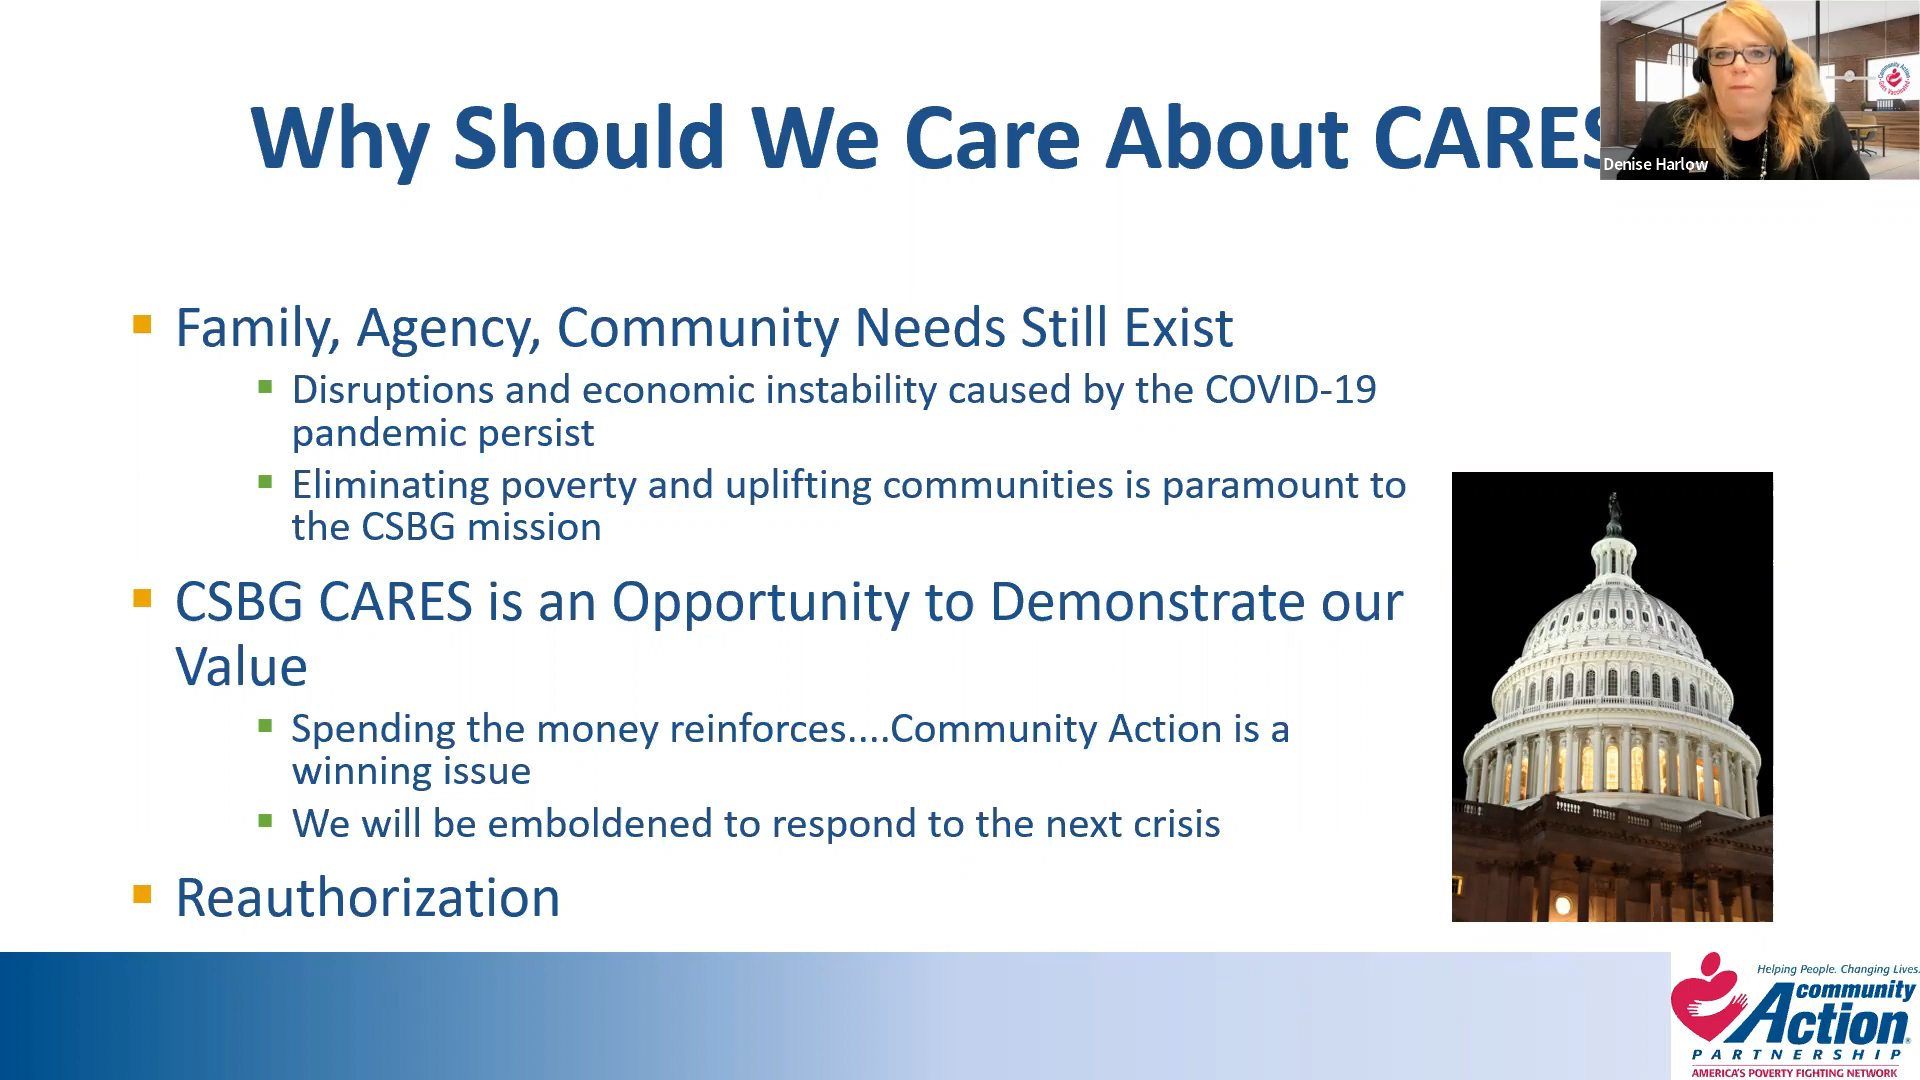 Why Should We Care About CARES
Denise Harlow
Family, Agency, Community Needs Still Exist
Disruptions and economic instability caused by the COVID-19
pandemic persist
Eliminating poverty and uplifting communities is paramount to
the CSBG mission
CSBG CARES is an Opportunity to Demonstrate our
Value
Spending the money reinforces....Community Action is a
winning issue
We will be emboldened to respond to the next crisis
Reauthorization
Helping People. Changing Lives.
community
Action®
PARTNERSHIP
AMERICA'S POVERTY FIGHTING NETWORK